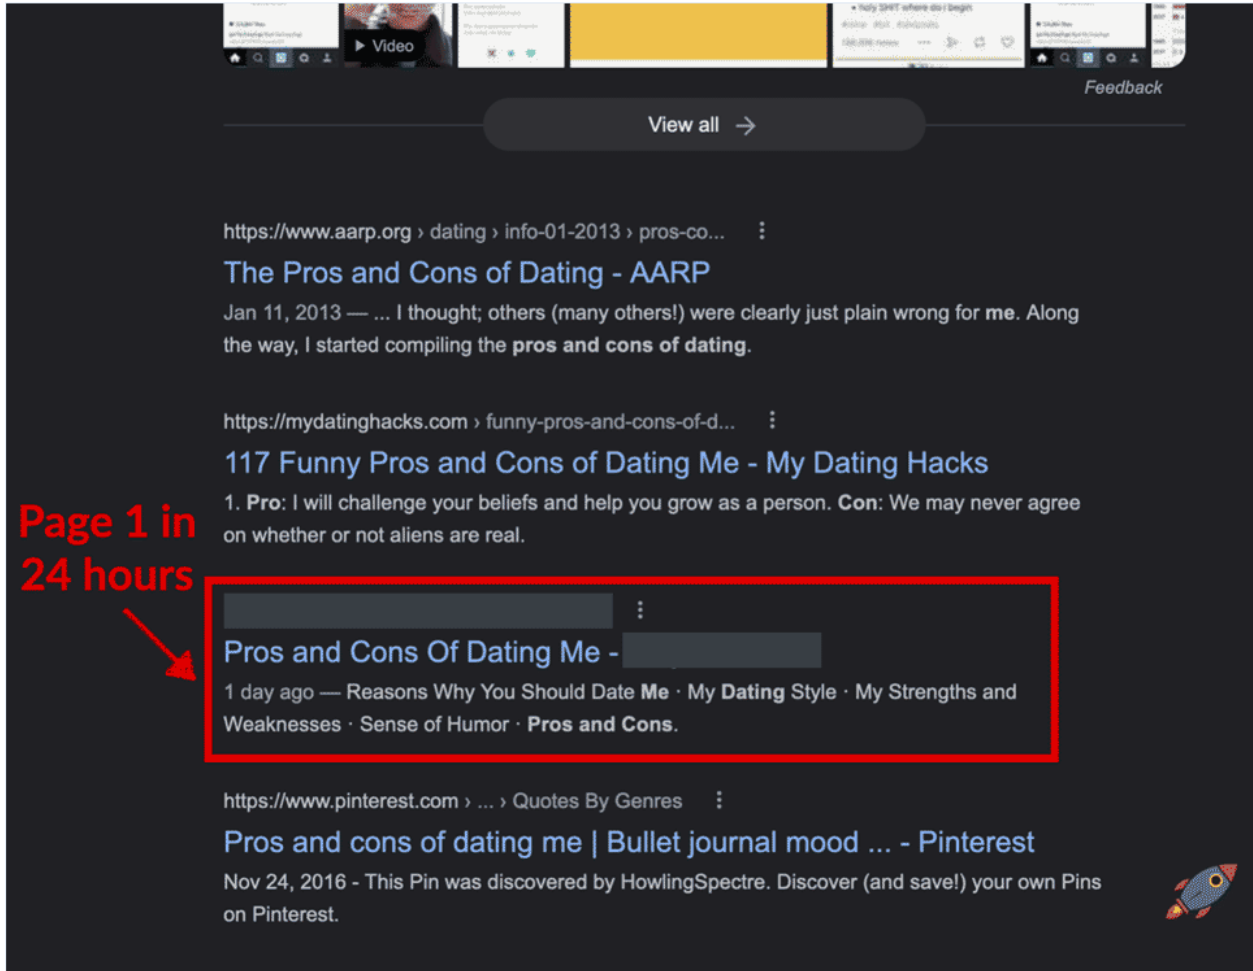 holy SHIT where do i begin
Video
Feedback
View all →
https://www.aarp.org › dating › info-01-2013 › pros-co...
The Pros and Cons of Dating - AARP
Jan 11, 2013 — ... I thought; others (many others!) were clearly just plain wrong for me. Along
the way, I started compiling the pros and cons of dating.
https://mydatinghacks.com › funny-pros-and-cons-of-d...
117 Funny Pros and Cons of Dating Me - My Dating Hacks
1. Pro: I will challenge your beliefs and help you grow as a person. Con: We may never agree
on whether or not aliens are real.
Page 1 in
24 hours
Pros and Cons Of Dating Me -
1 day ago — Reasons Why You Should Date Me · My Dating Style · My Strengths and
Weaknesses · Sense of Humor · Pros and Cons.
https://www.pinterest.com › ... › Quotes By Genres
Pros and cons of dating me | Bullet journal mood ... - Pinterest
Nov 24, 2016 - This Pin was discovered by HowlingSpectre. Discover (and save!) your own Pins
on Pinterest.